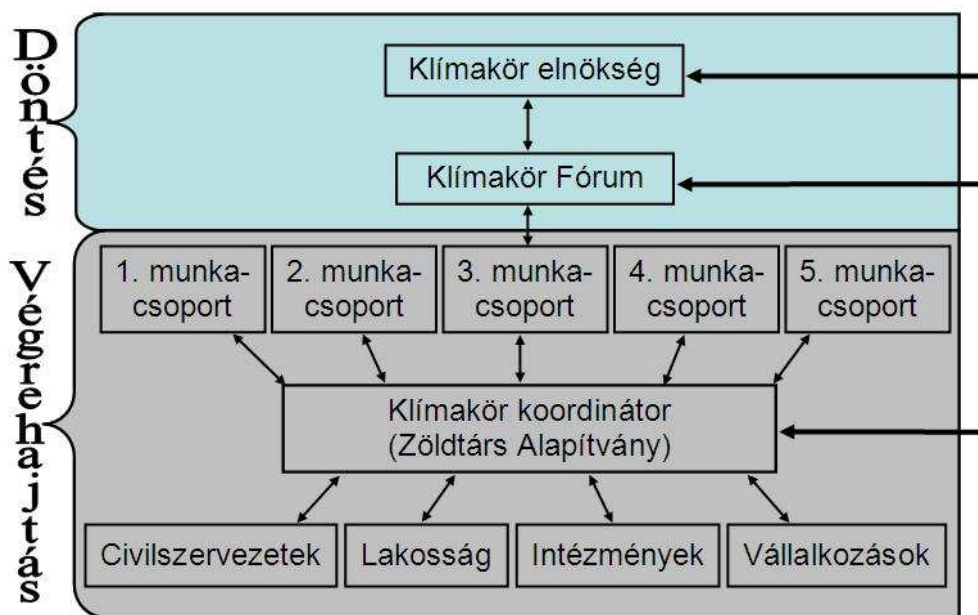 Döntés
Klímakör elnökség
Klímakör Fórum
Végrehajtás
1. munka-
csoport
2. munka-
csoport
3. munka-
csoport
4. munka-
csoport
5. munka-
csoport
Klímakör koordinátor
(Zöldtárs Alapítvány)
Civilszervezetek
Lakosság
Intézmények
Vállalkozások